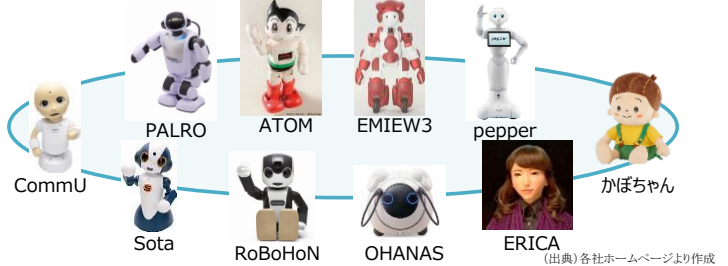 PALRO
ATOM
EMIEW3
pepper
pepper
CommU
かぼちゃん
S
Sota
RoBoHoN
OHANAS
ERICA
(出典)各社ホームページより作成